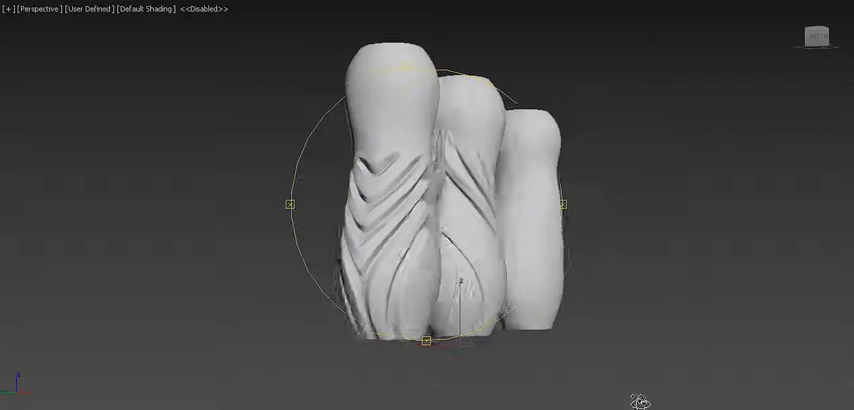 [+] [Perspective] [User Defined] [Default Shading] <<Disabled>>